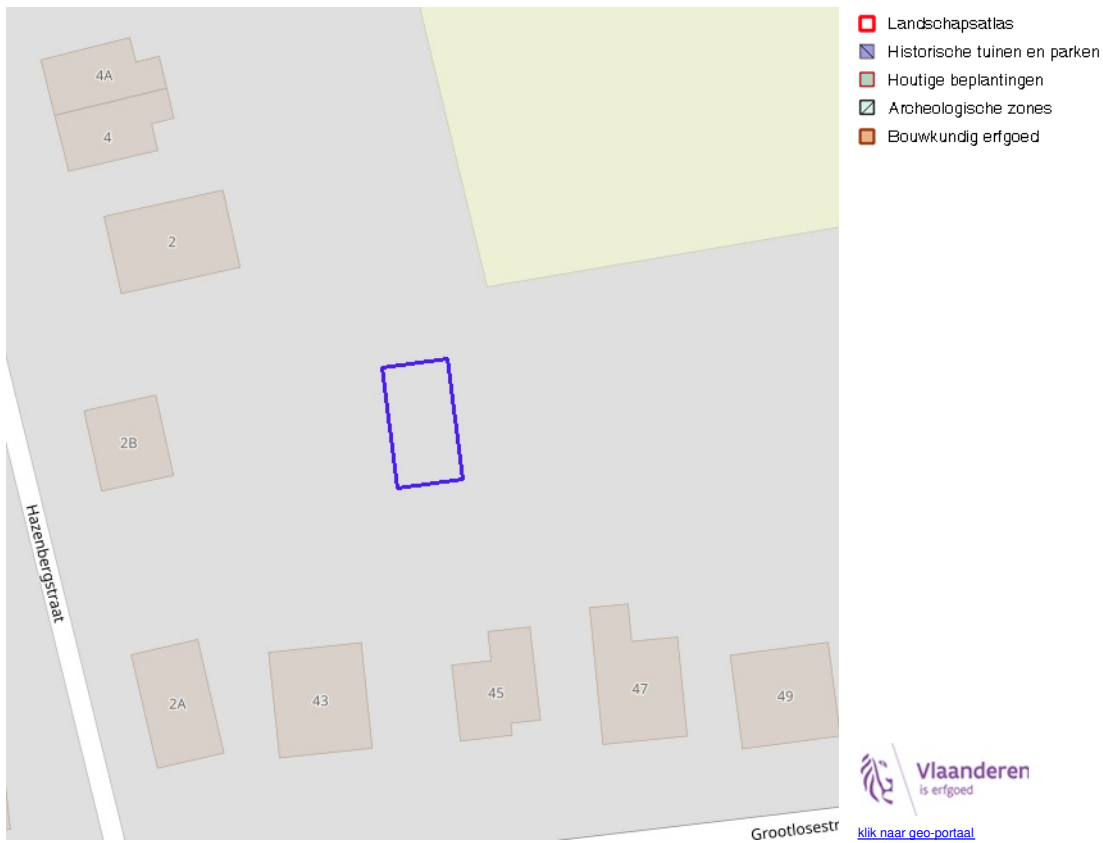 4A
4
2
2B
Hazenbergstraat
2A
43
45
47
49
Grootlosestr
Landschapsatlas
Historische tuinen en parken
Houtige beplantingen
Archeologische zones
Bouwkundig erfgoed
Vlaanderen
is erfgoed
klik naar geo-portaal